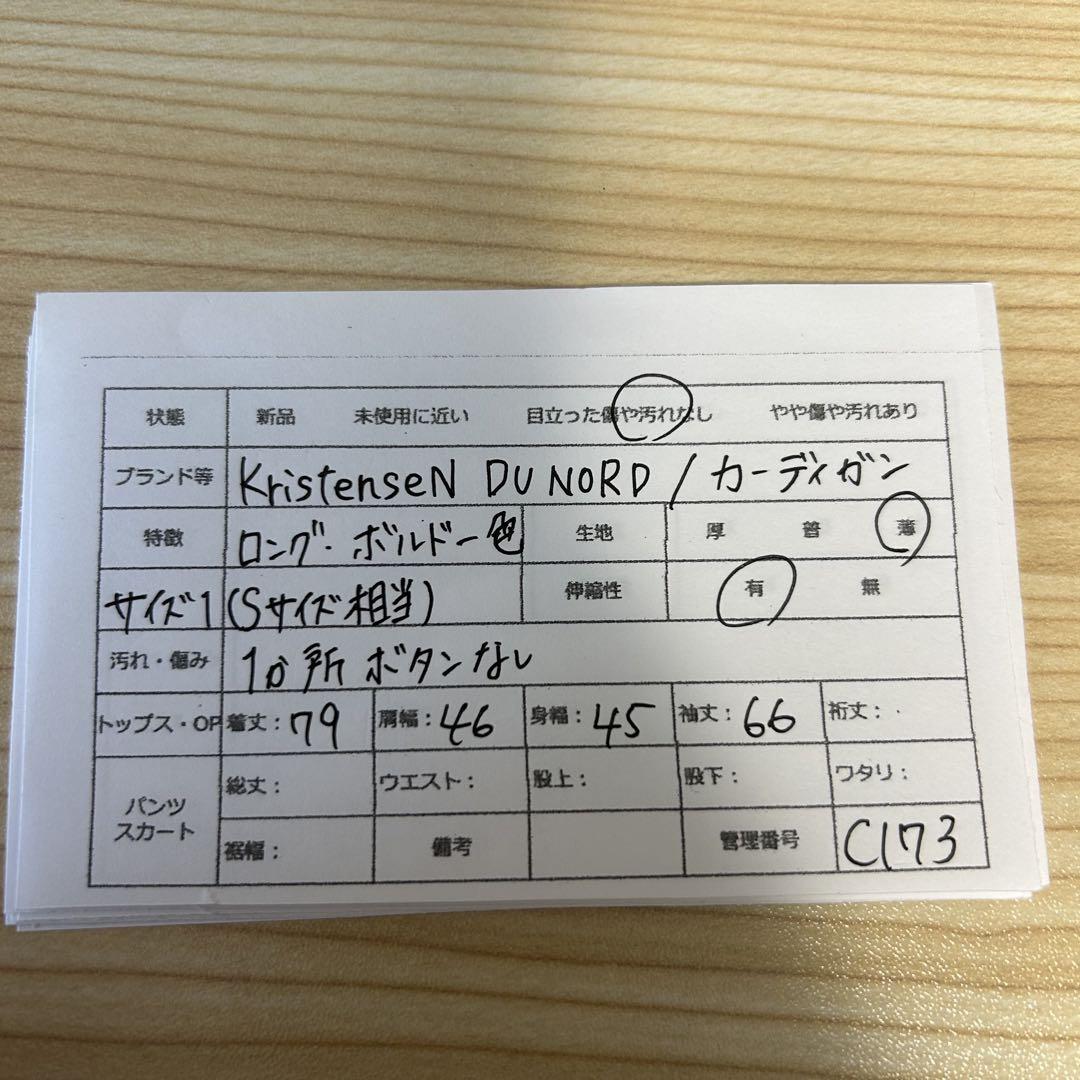 状態 新品 未使用に近い 目立った傷や汚れなし やや傷や汚れあり
ブランド等 KristenseN DU NORD / カーディガン
特徴 ロング・ボルドー色 生地 厚 普 薄
サイズ1 (Sサイズ相当) 伸縮性 有 無
汚れ・傷み 1か所 ボタンなし
トップス・OP 着丈:79 肩幅:46 身幅:45 袖丈:66 裄丈:
パンツ スカート 総丈: ウエスト: 股上: 股下: ワタリ:
裾幅: 備考 管理番号 C173